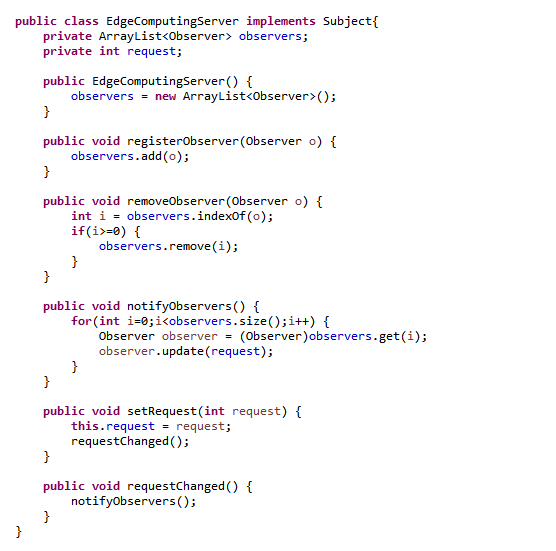 public class EdgeComputingServer implements Subject{
    private ArrayList<Observer> observers;
    private int request;

    public EdgeComputingServer() {
        observers = new ArrayList<Observer>();
    }

    public void registerObserver(Observer o) {
        observers.add(o);
    }

    public void removeObserver(Observer o) {
        int i = observers.indexOf(o);
        if(i>=0) {
            observers.remove(i);
        }
    }

    public void notifyObservers() {
        for(int i=0;i<observers.size();i++) {
            Observer observer = (Observer)observers.get(i);
            observer.update(request);
        }
    }

    public void setRequest(int request) {
        this.request = request;
        requestChanged();
    }

    public void requestChanged() {
        notifyObservers();
    }
}